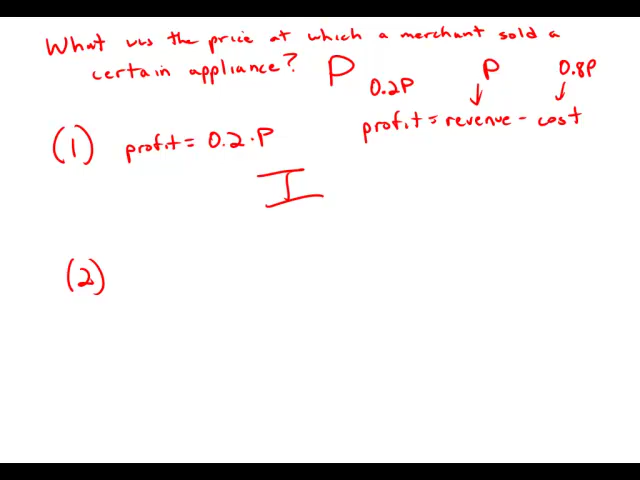 What was the price at which a merchant sold a
certain appliance? P
0.2P P 0.8P
profit = revenue - cost
(1) profit = 0.2 · P
I
(2)